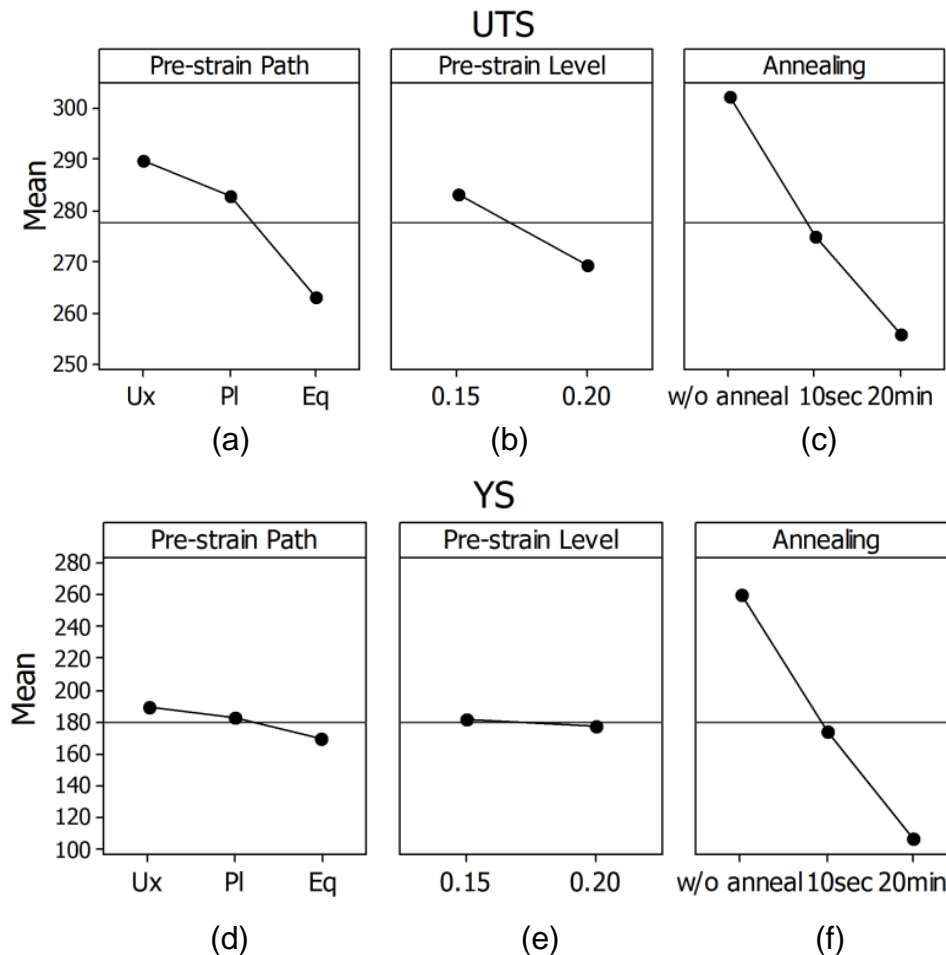 UTS
Pre-strain Path Pre-strain Level Annealing
Mean
300
290
280
270
260
250
Ux Pl Eq 0.15 0.20 w/o anneal 10sec 20min
(a) (b) (c)
YS
Pre-strain Path Pre-strain Level Annealing
Mean
280
260
240
220
200
180
160
140
120
100
Ux Pl Eq 0.15 0.20 w/o anneal 10sec 20min
(d) (e) (f)